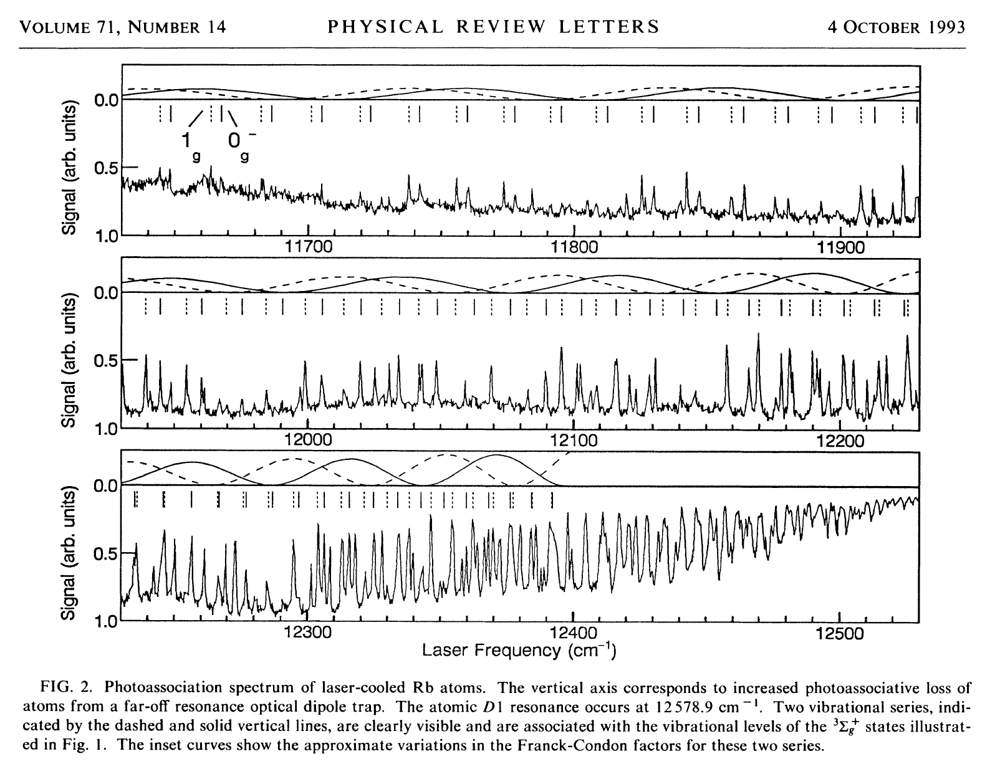 VOLUME 71, NUMBER 14
PHYSICAL REVIEW LETTERS
4 OCTOBER 1993
Signal (arb. units)
0.0
0.5
1.0
1g
0g−
11700
11800
11900
Signal (arb. units)
0.0
0.5
1.0
12000
12100
12200
Signal (arb. units)
0.0
0.5
1.0
12300
12400
12500
Laser Frequency (cm⁻¹)
FIG. 2. Photoassociation spectrum of laser-cooled Rb atoms. The vertical axis corresponds to increased photoassociative loss of
atoms from a far-off resonance optical dipole trap. The atomic D1 resonance occurs at 12 578.9 cm⁻¹. Two vibrational series, indi-
cated by the dashed and solid vertical lines, are clearly visible and are associated with the vibrational levels of the ³Σg⁺ states illustrat-
ed in Fig. 1. The inset curves show the approximate variations in the Franck-Condon factors for these two series.